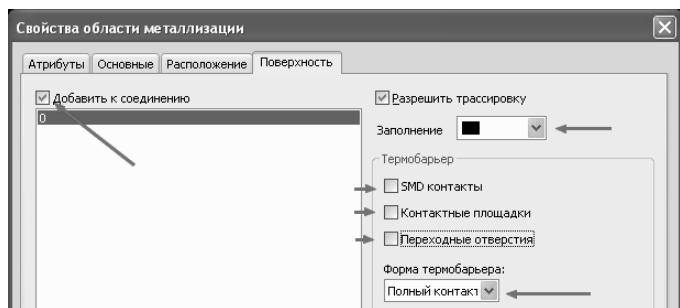 Свойства области металлизации
Атрибуты Основные Расположение Поверхность
Добавить к соединению
0
Разрешить трассировку
Заполнение
Термобарьер
SMD контакты
Контактные площадки
Переходные отверстия
Форма термобарьера:
Полный контакт